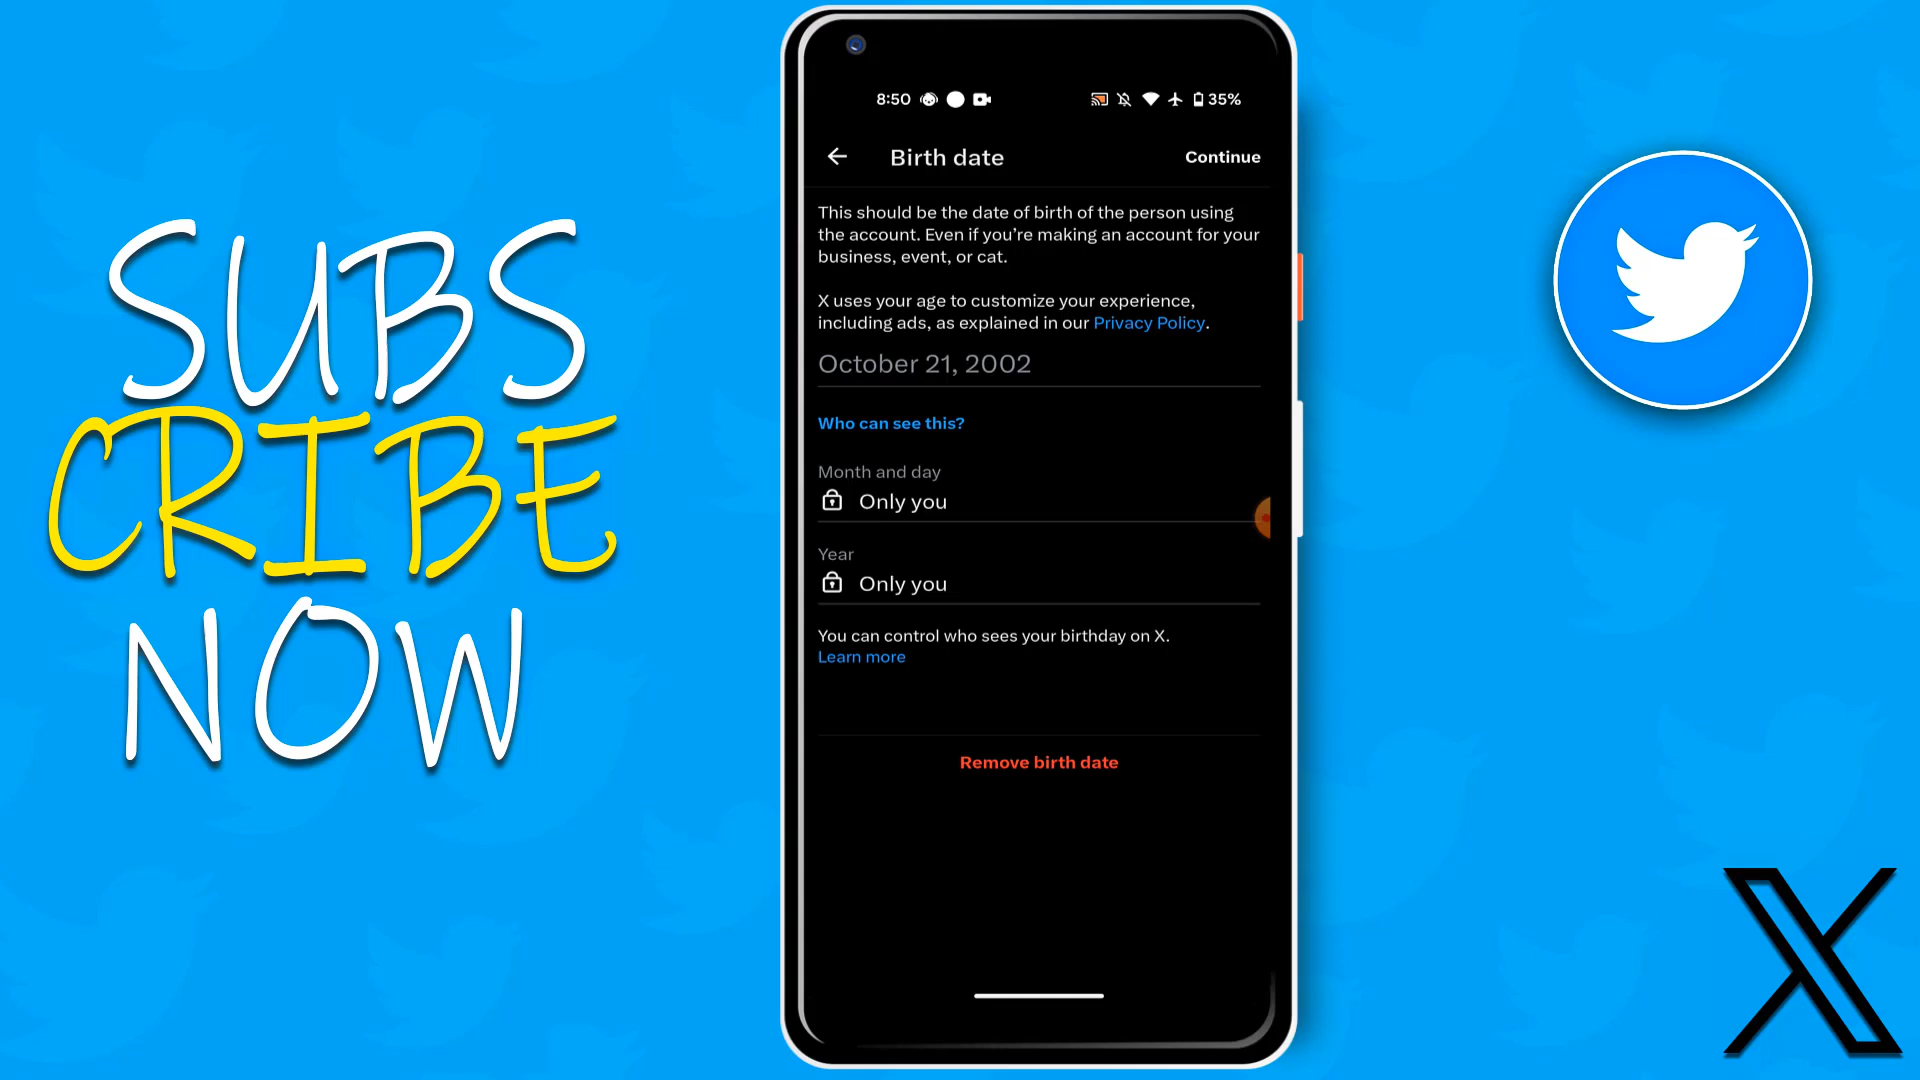 SUBS
CRIBE
NOW
8:50
35%
Birth date
Continue
This should be the date of birth of the person using
the account. Even if you’re making an account for your
business, event, or cat.
X uses your age to customize your experience,
including ads, as explained in our Privacy Policy.
October 21, 2002
Who can see this?
Month and day
Only you
Year
Only you
You can control who sees your birthday on X.
Learn more
Remove birth date